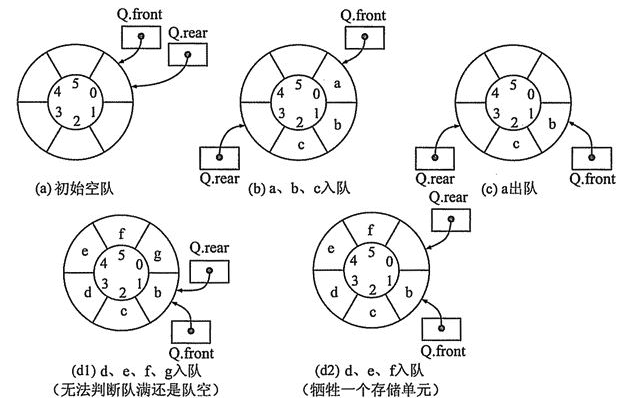 Q.front
Q.rear
4 5 0
3 2 1
(a) 初始空队
Q.front
a
4 5 0
3 2 1
b
c
Q.rear
(b) a、b、c入队
4 5 0
3 2 1
b
c
Q.rear
Q.front
(c) a出队
f
e
g
4 5 0
3 2 1
d
b
c
Q.rear
Q.front
(d1) d、e、f、g入队
(无法判断队满还是队空)
Q.rear
f
e
4 5 0
3 2 1
d
b
c
Q.front
(d2) d、e、f入队
(牺牲一个存储单元)